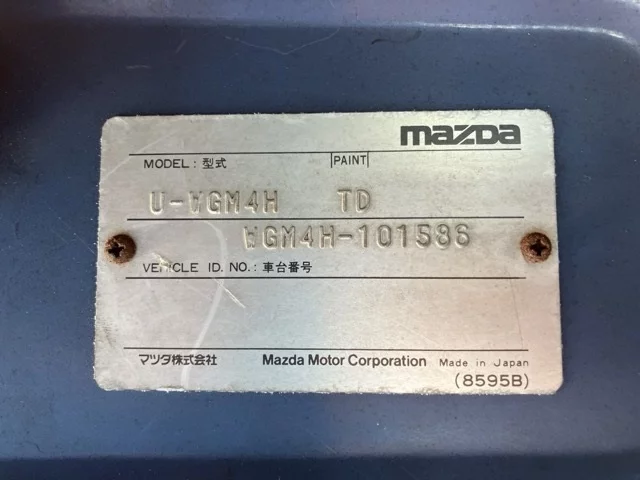 mazda
MODEL: 型式 PAINT
U-WGM4H TD
WGM4H-101586
VEHICLE ID. NO.: 車台番号
マツダ株式会社 Mazda Motor Corporation Made in Japan
(8595B)